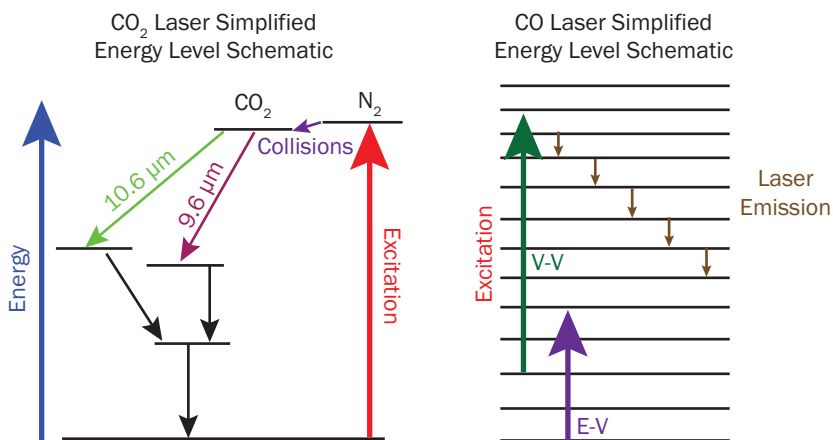 CO₂ Laser Simplified
Energy Level Schematic
CO₂
N₂
Collisions
10.6 µm
9.6 µm
Energy
Excitation
CO Laser Simplified
Energy Level Schematic
Laser
Emission
Excitation
V-V
E-V